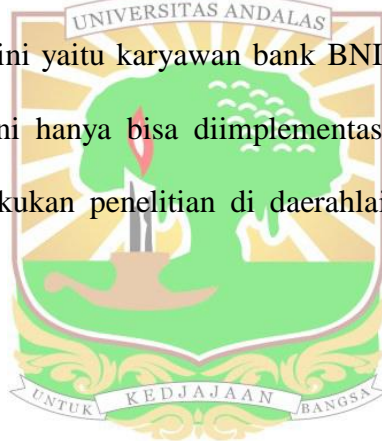 UNIVERSITAS ANDALAS
ini yaitu karyawan bank BNI
ni hanya bisa diimplementas
kukan penelitian di daerahlai
UNTUK KEDJAJAAN BANGSA